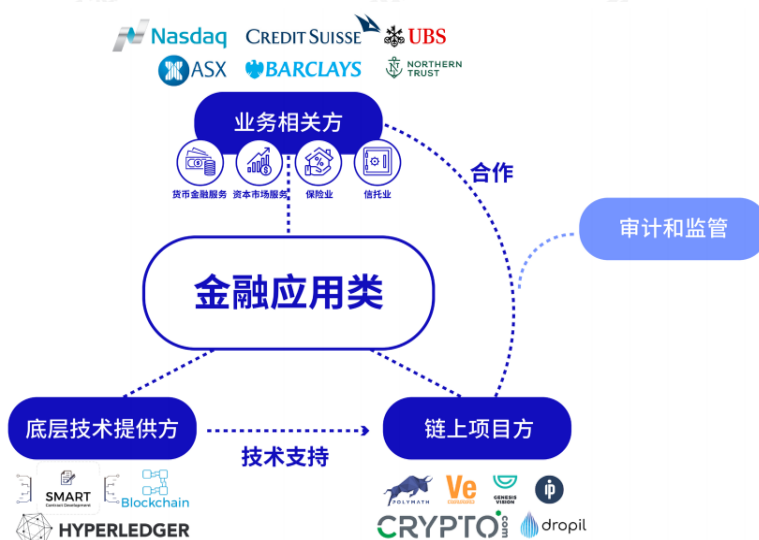 Nasdaq CREDIT SUISSE UBS
ASX BARCLAYS NORTHERN TRUST
业务相关方
货币金融服务 资本市场服务 保险业 信托业
合作
审计和监管
金融应用类
底层技术提供方
技术支持
链上项目方
SMART
Contract Development
Blockchain
HYPERLEDGER
POLYMATH
Ve
GENESIS
VISION
ip
CRYPTO.com
dropil